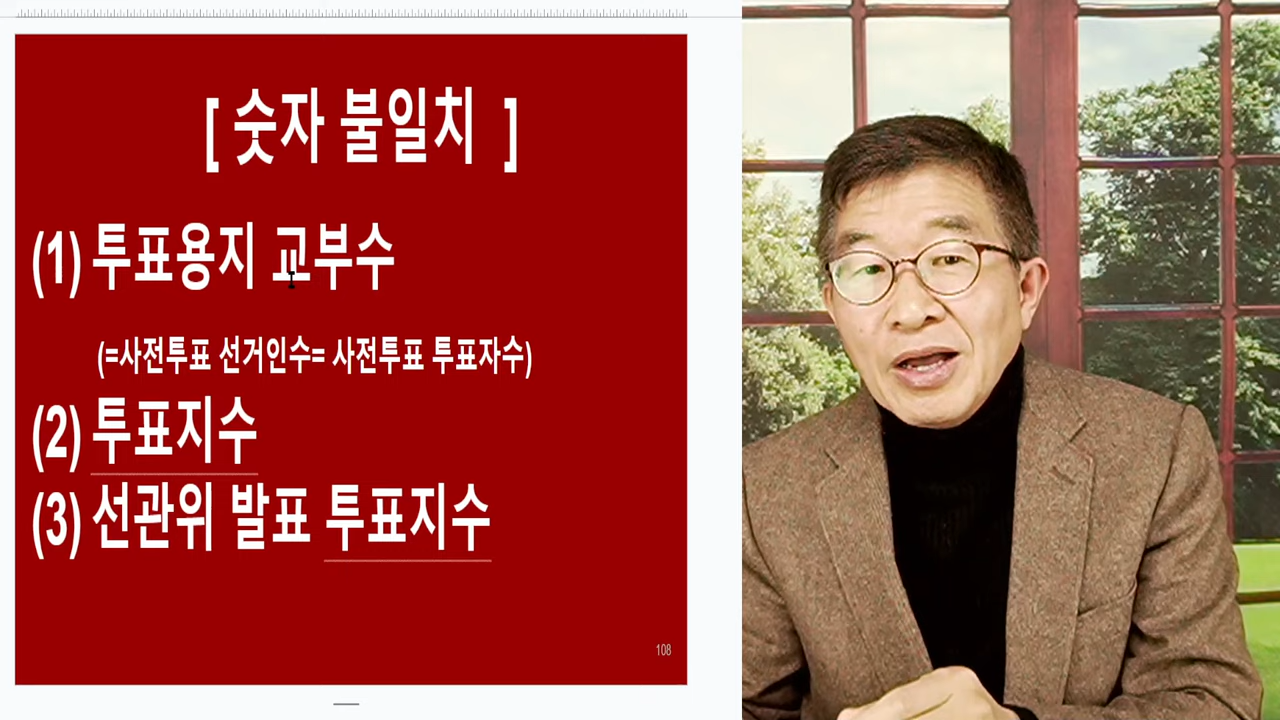 [ 숫자 불일치 ]
(1) 투표용지 교부수
(=사전투표 선거인수= 사전투표 투표자수)
(2) 투표지수
(3) 선관위 발표 투표지수
108